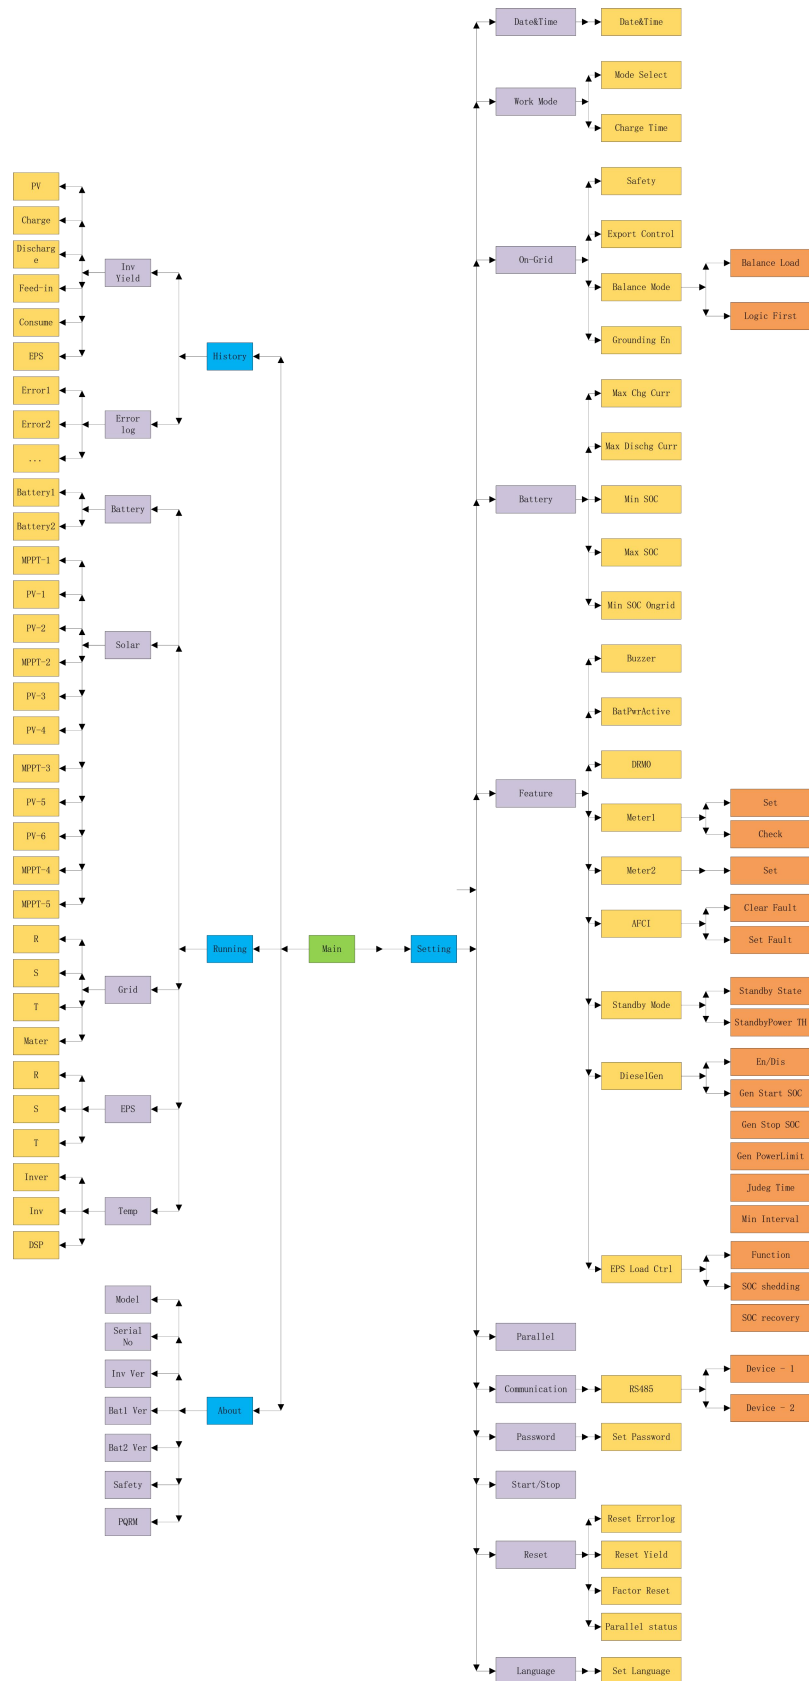 Date&Time
Date&Time
Mode Select
Work Mode
Charge Time
PV
Charge
Discharg
e
Feed-in
Consume
EPS
Inv
Yield
Error1
Error2
...
Error
log
History
Battery1
Battery2
Battery
MPPT-1
PV-1
PV-2
MPPT-2
PV-3
PV-4
MPPT-3
PV-5
PV-6
MPPT-4
MPPT-5
Solar
R
S
T
Mater
Grid
R
S
T
EPS
Inver
Inv
DSP
Temp
Running
Main
Setting
Model
Serial
No
Inv Ver
Bat1 Ver
Bat2 Ver
Safety
PQRM
About
On-Grid
Safety
Export Control
Balance Mode
Balance Load
Logic First
Grounding En
Battery
Max Chg Curr
Max Dischg Curr
Min SOC
Max SOC
Min SOC Ongrid
Feature
Buzzer
BatPwrActive
DRM0
Meter1
Set
Check
Meter2
Set
AFCI
Clear Fault
Set Fault
Standby Mode
Standby State
StandbyPower TH
DieselGen
En/Dis
Gen Start SOC
Gen Stop SOC
Gen PowerLimit
Judeg Time
Min Interval
EPS Load Ctrl
Function
SOC shedding
SOC recovery
Parallel
Communication
RS485
Device - 1
Device - 2
Password
Set Password
Start/Stop
Reset
Reset Errorlog
Reset Yield
Factor Reset
Parallel status
Language
Set Language